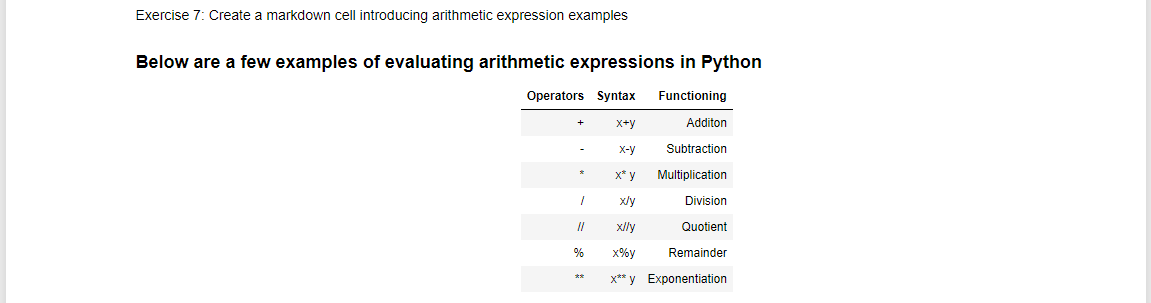 Exercise 7: Create a markdown cell introducing arithmetic expression examples
Below are a few examples of evaluating arithmetic expressions in Python
Operators Syntax Functioning
+ x+y Additon
- x-y Subtraction
* x* y Multiplication
/ x/y Division
// x//y Quotient
% x%y Remainder
** x** y Exponentiation